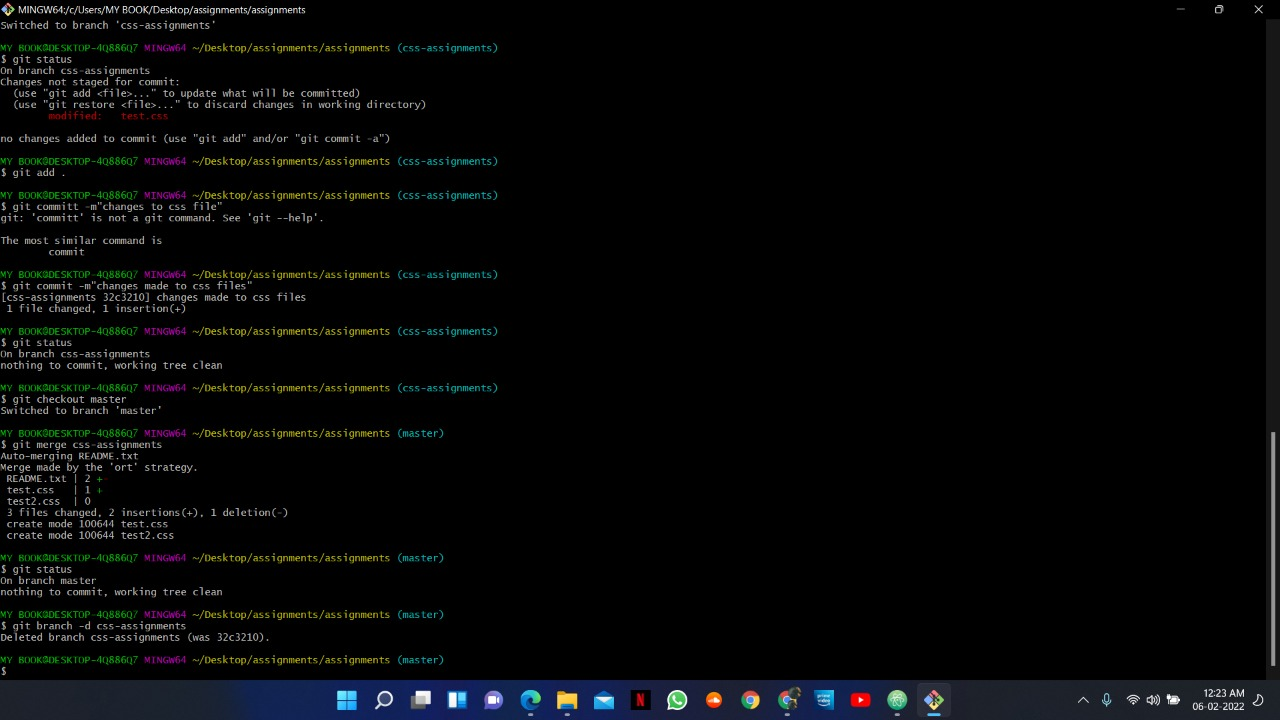 MINGW64:/c/Users/MY BOOK/Desktop/assignments/assignments
Switched to branch 'css-assignments'
MY BOOK@DESKTOP-4Q886Q7 MINGW64 ~/Desktop/assignments/assignments (css-assignments)
$ git status
On branch css-assignments
Changes not staged for commit:
  (use "git add <file>..." to update what will be committed)
  (use "git restore <file>..." to discard changes in working directory)
        modified:   test.css
no changes added to commit (use "git add" and/or "git commit -a")
MY BOOK@DESKTOP-4Q886Q7 MINGW64 ~/Desktop/assignments/assignments (css-assignments)
$ git add .
MY BOOK@DESKTOP-4Q886Q7 MINGW64 ~/Desktop/assignments/assignments (css-assignments)
$ git committ -m"changes to css file"
git: 'committ' is not a git command. See 'git --help'.
The most similar command is
        commit
MY BOOK@DESKTOP-4Q886Q7 MINGW64 ~/Desktop/assignments/assignments (css-assignments)
$ git commit -m"changes made to css files"
[css-assignments 32c3210] changes made to css files
 1 file changed, 1 insertion(+)
MY BOOK@DESKTOP-4Q886Q7 MINGW64 ~/Desktop/assignments/assignments (css-assignments)
$ git status
On branch css-assignments
nothing to commit, working tree clean
MY BOOK@DESKTOP-4Q886Q7 MINGW64 ~/Desktop/assignments/assignments (css-assignments)
$ git checkout master
Switched to branch 'master'
MY BOOK@DESKTOP-4Q886Q7 MINGW64 ~/Desktop/assignments/assignments (master)
$ git merge css-assignments
Auto-merging README.txt
Merge made by the 'ort' strategy.
 README.txt | 2 +-
 test.css   | 1 +
 test2.css  | 0
 3 files changed, 2 insertions(+), 1 deletion(-)
 create mode 100644 test.css
 create mode 100644 test2.css
MY BOOK@DESKTOP-4Q886Q7 MINGW64 ~/Desktop/assignments/assignments (master)
$ git status
On branch master
nothing to commit, working tree clean
MY BOOK@DESKTOP-4Q886Q7 MINGW64 ~/Desktop/assignments/assignments (master)
$ git branch -d css-assignments
Deleted branch css-assignments (was 32c3210).
MY BOOK@DESKTOP-4Q886Q7 MINGW64 ~/Desktop/assignments/assignments (master)
$
N
prime video
12:23 AM
06-02-2022